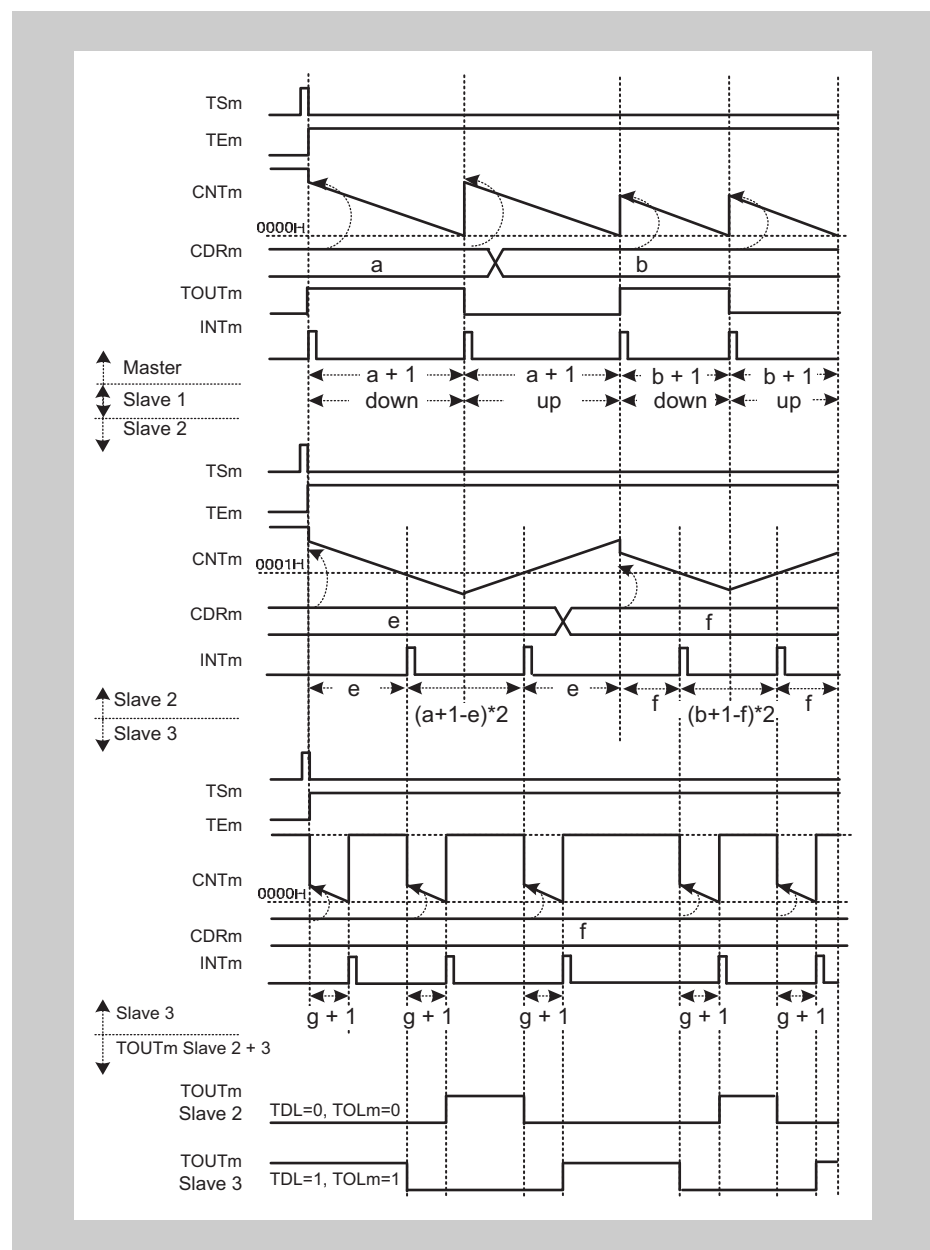 TSm
TEm
CNTm
0000H
CDRm
a b
TOUTm
INTm
Master
a + 1 a + 1 b + 1 b + 1
Slave 1
down up down up
Slave 2
TSm
TEm
CNTm
0001H
CDRm
e f
INTm
Slave 2
e e f f
(a+1-e)*2 (b+1-f)*2
Slave 3
TSm
TEm
CNTm
0000H
CDRm
f
INTm
Slave 3
g + 1 g + 1 g + 1 g + 1 g + 1
TOUTm Slave 2 + 3
TOUTm
Slave 2 TDL=0, TOLm=0
TOUTm
Slave 3 TDL=1, TOLm=1